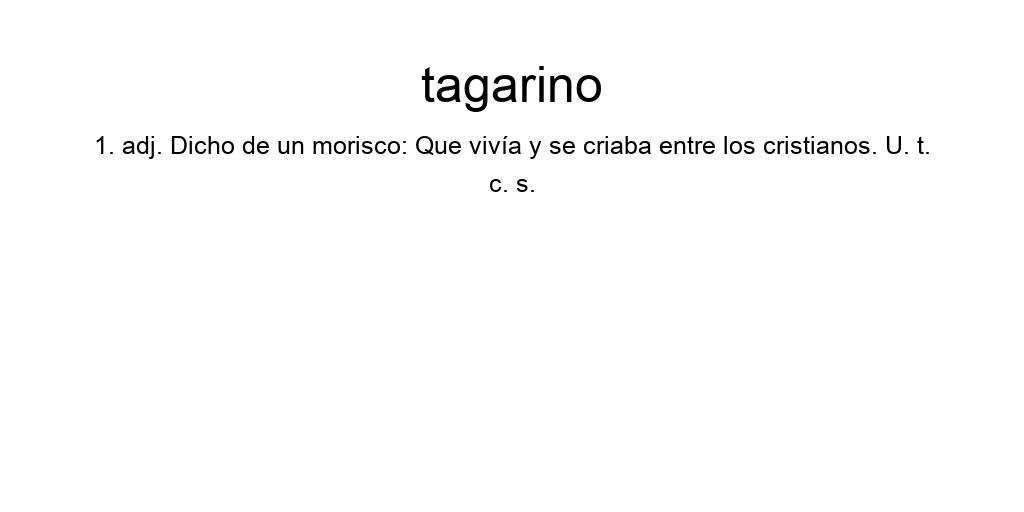 tagarino
1. adj. Dicho de un morisco: Que vivía y se criaba entre los cristianos. U. t.
c. s.